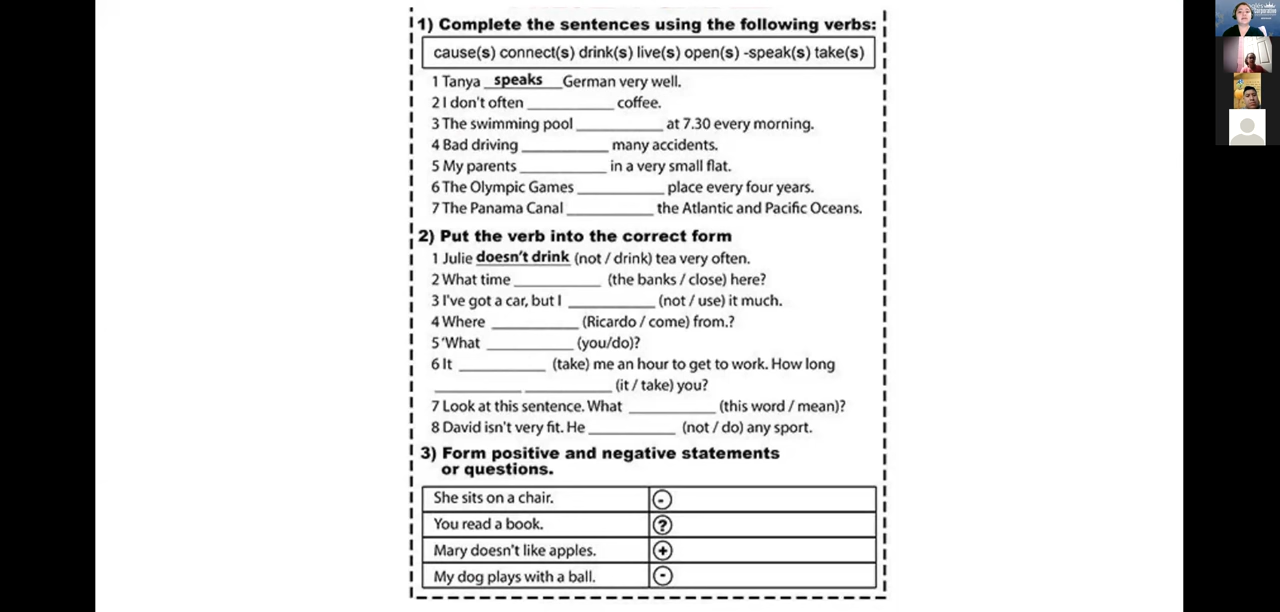 1) Complete the sentences using the following verbs:
cause(s) connect(s) drink(s) live(s) open(s) -speak(s) take(s)
1 Tanya speaks German very well.
2 I don't often __________ coffee.
3 The swimming pool __________ at 7.30 every morning.
4 Bad driving __________ many accidents.
5 My parents __________ in a very small flat.
6 The Olympic Games __________ place every four years.
7 The Panama Canal __________ the Atlantic and Pacific Oceans.
2) Put the verb into the correct form
1 Julie doesn't drink (not / drink) tea very often.
2 What time __________ (the banks / close) here?
3 I've got a car, but I __________ (not / use) it much.
4 Where __________ (Ricardo / come) from.?
5 'What __________ (you/do)?
6 It __________ (take) me an hour to get to work. How long
__________ __________ (it / take) you?
7 Look at this sentence. What __________ (this word / mean)?
8 David isn't very fit. He __________ (not / do) any sport.
3) Form positive and negative statements
or questions.
She sits on a chair. -
You read a book. ?
Mary doesn't like apples. +
My dog plays with a ball. -